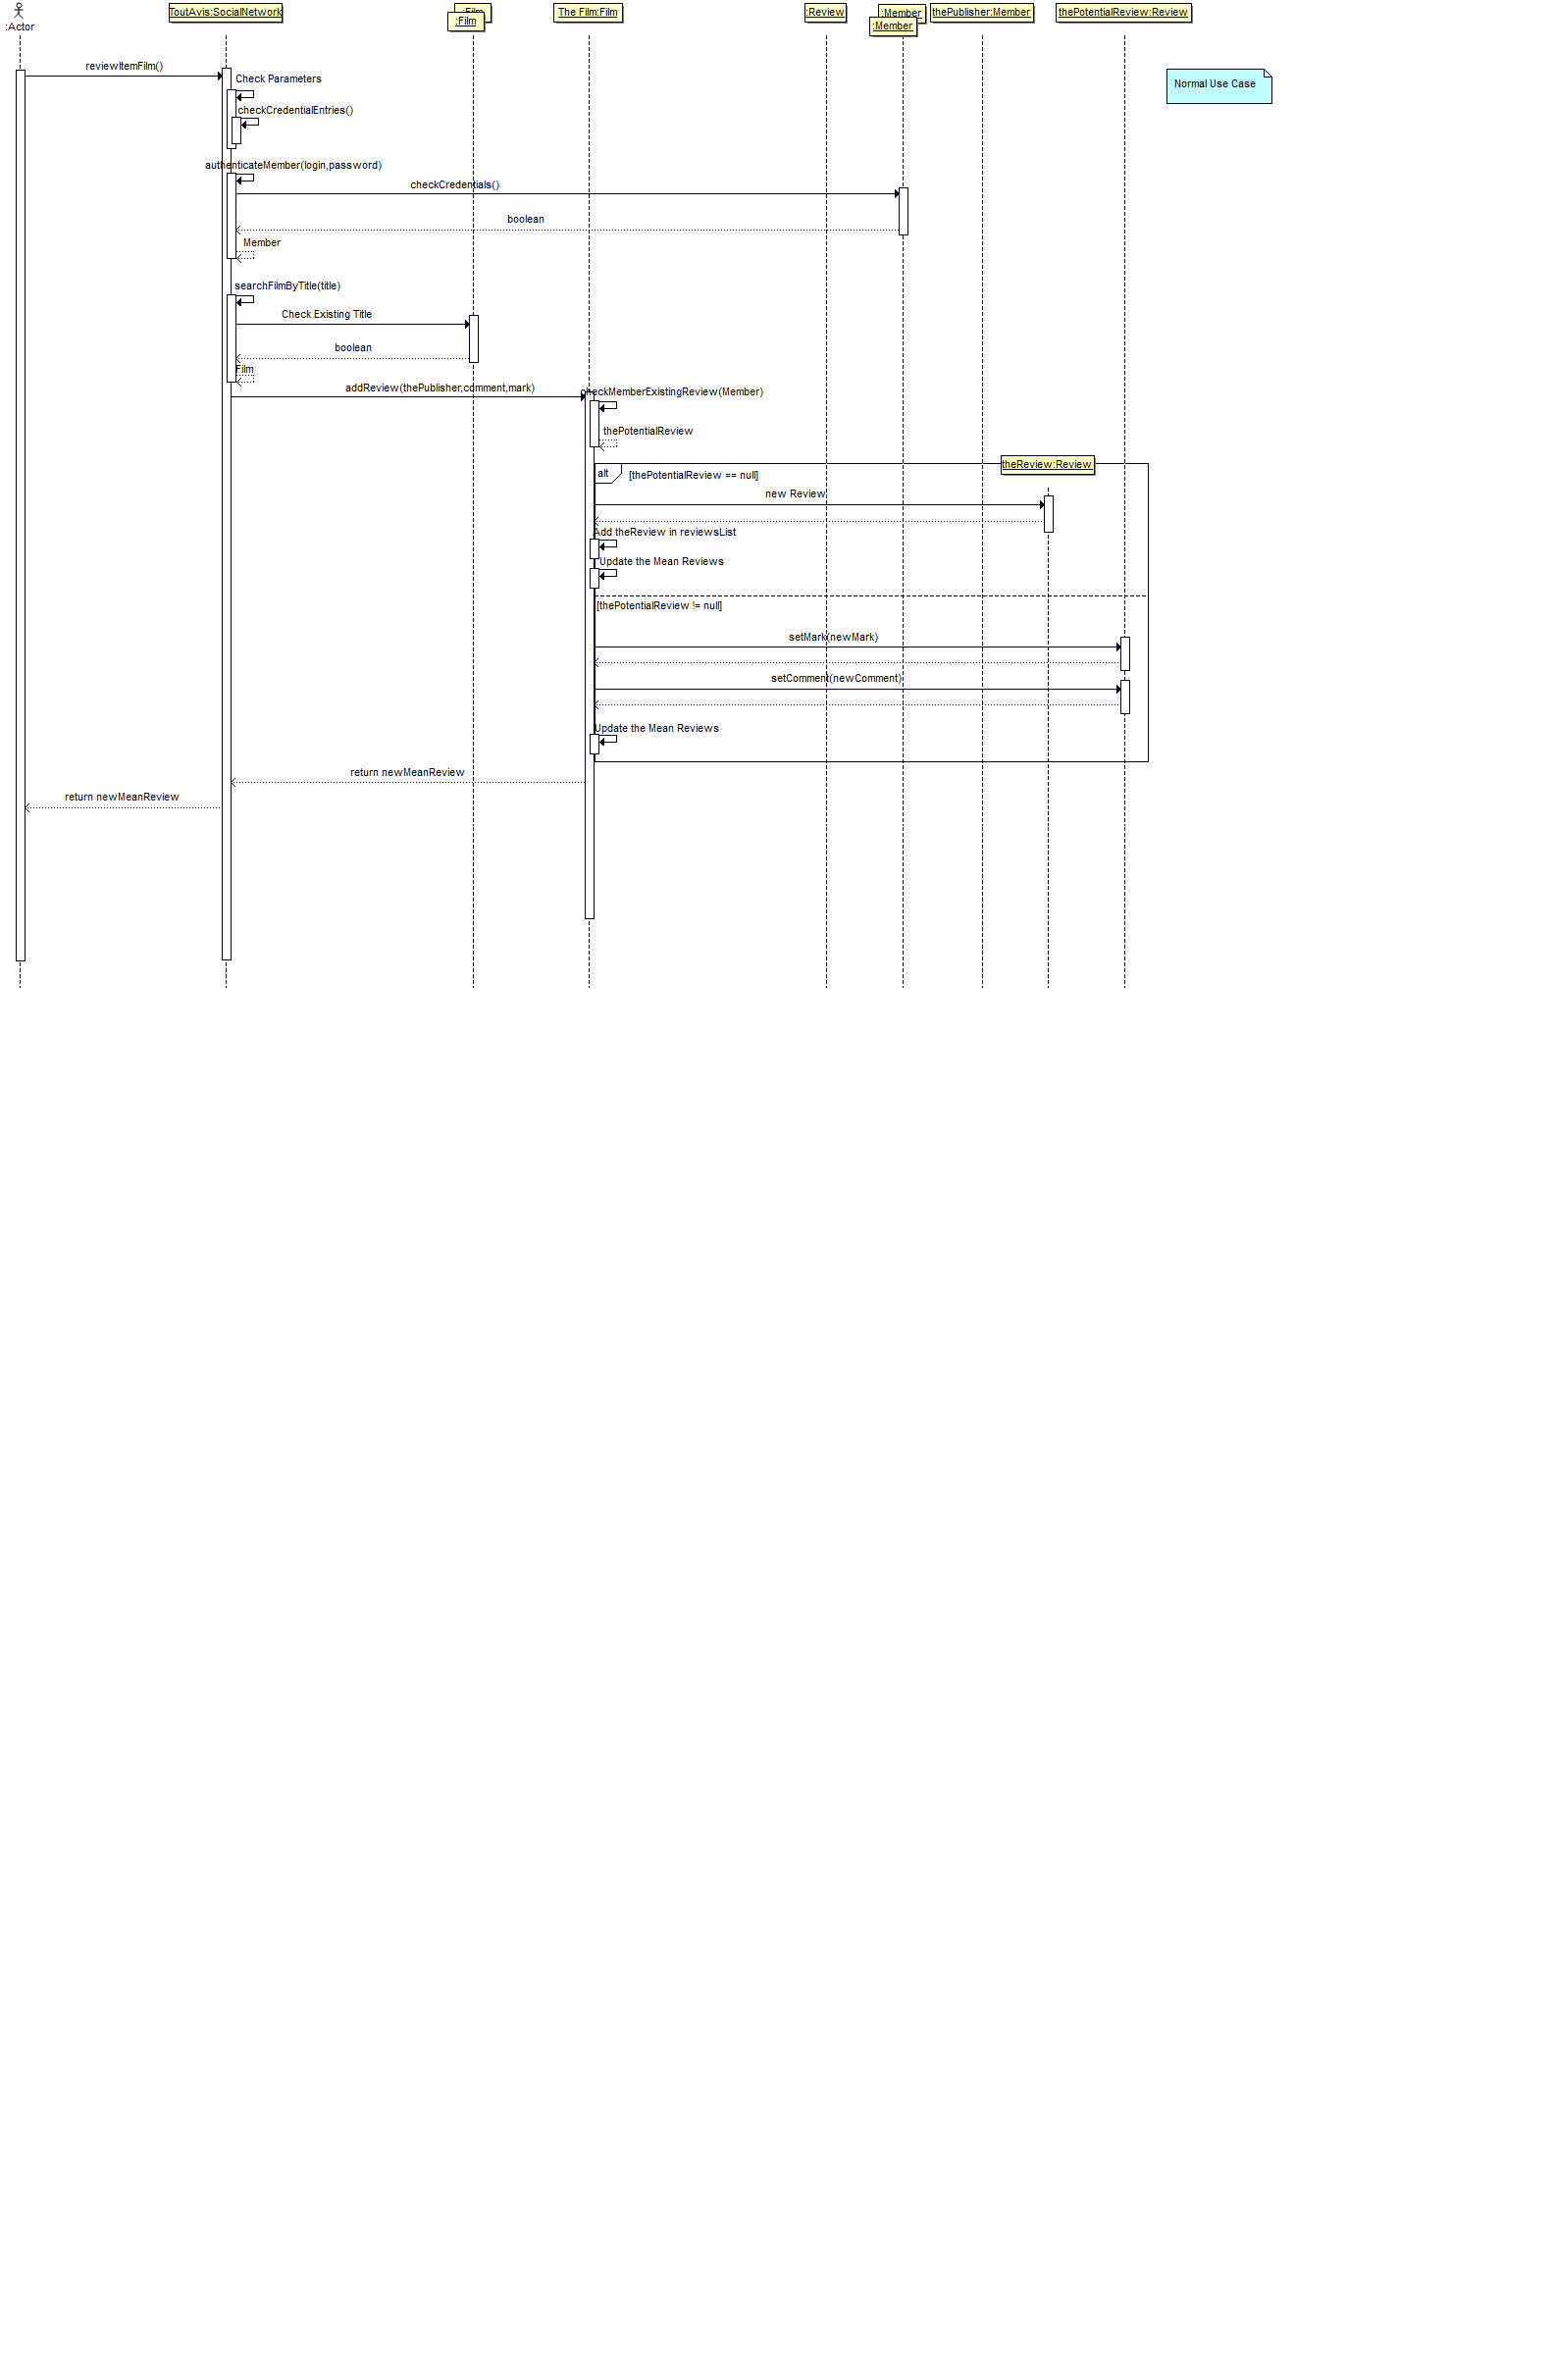 :Actor
ToutAvis:SocialNetwork
:Film
:Film
The Film:Film
:Review
:Member
:Member
thePublisher:Member
thePotentialReview:Review
reviewItemFilm()
Check Parameters
Normal Use Case
checkCredentialEntries()
authenticateMember(login,password)
checkCredentials()
boolean
Member
searchFilmByTitle(title)
Check Existing Title
boolean
Film
addReview(thePublisher,comment,mark)
checkMemberExistingReview(Member)
thePotentialReview
theReview:Review
alt
[thePotentialReview == null]
new Review
Add theReview in reviewsList
Update the Mean Reviews
[thePotentialReview != null]
setMark(newMark)
setComment(newComment)
Update the Mean Reviews
return newMeanReview
return newMeanReview